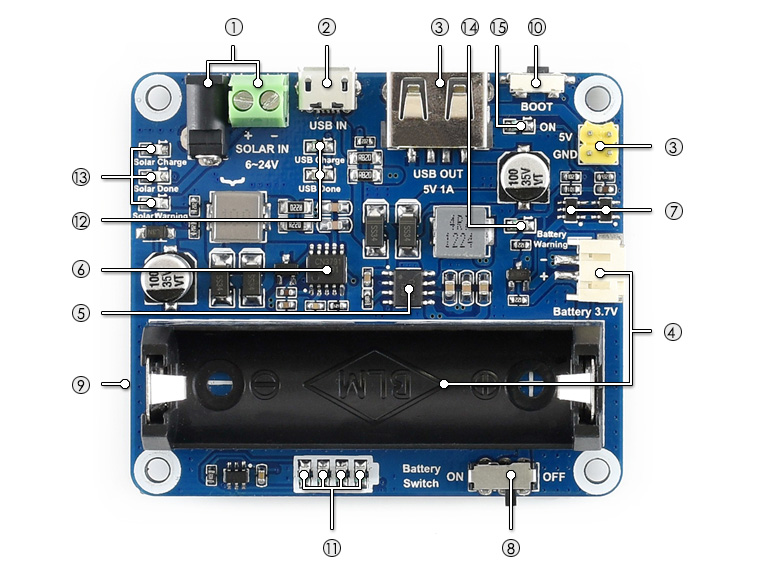 ① ② ③ ⑭ ⑮ ⑩
BOOT
USB IN
ON
+ −
SOLAR IN
6~24V
5V
GND
③
Solar Charge
Solar Done
Solar Warning
⑬
USB Charge
USB Done
USB OUT
5V 1A
100
35V
VT
⑫
R220
R220
⑦
Battery
Warning
−
+
⑥
100
35V
VT
⑤
Battery 3.7V
④
⑨
BLM
− +
Battery
Switch
ON
OFF
⑪
⑧